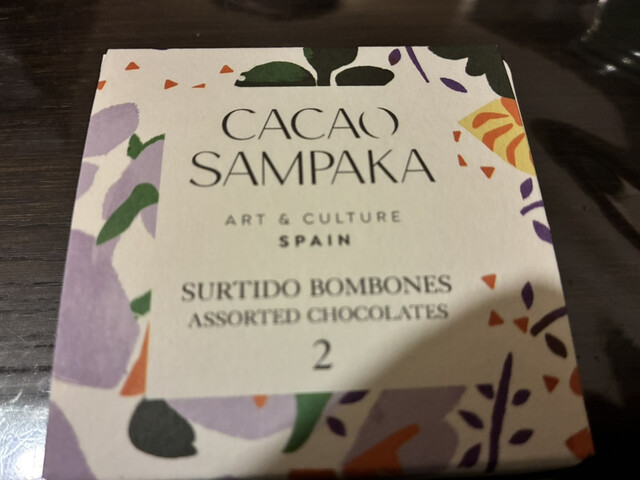 CACAO
SAMPAKA
ART & CULTURE
SPAIN
SURTIDO BOMBONES
ASSORTED CHOCOLATES
2